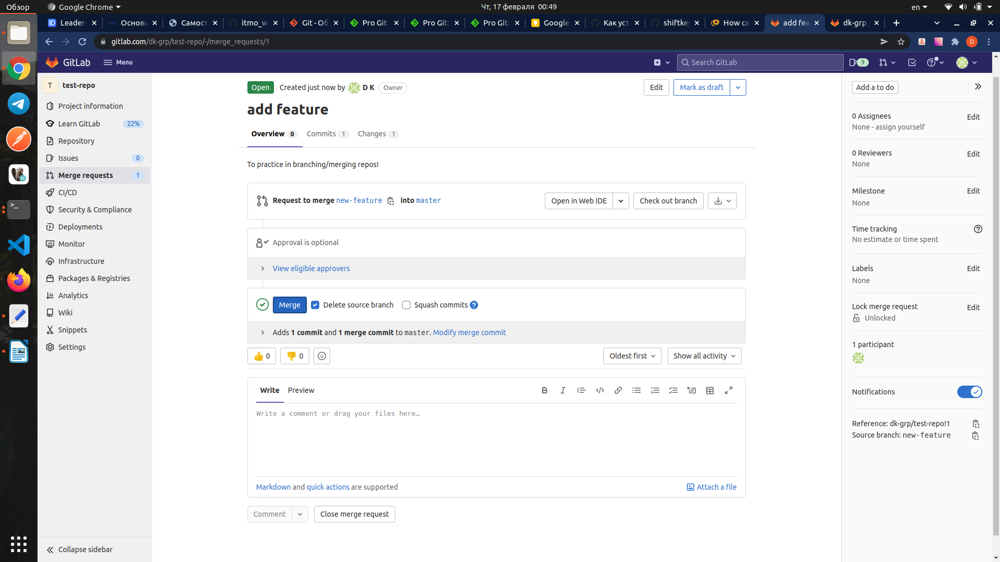 Обзор
Google Chrome
Чт, 17 февраля 00:49
en
Leader-
Основы
Самост
itmo_w
Git - Об
Pro Git:
Pro Git:
Pro Git:
Google
Как уст
shiftkey
How ca
add fea
dk-grp
gitlab.com/dk-grp/test-repo/-/merge_requests/1
D
GitLab
Menu
Search GitLab
9
T
test-repo
Project information
Learn GitLab
22%
Repository
Issues
0
Merge requests
1
CI/CD
Security & Compliance
Deployments
Monitor
Infrastructure
Packages & Registries
Analytics
Wiki
Snippets
Settings
Collapse sidebar
Open
Created just now by D K Owner
Edit
Mark as draft
add feature
Overview 0
Commits 1
Changes 1
To practice in branching/merging repos!
Request to merge new-feature into master
Open in Web IDE
Check out branch
Approval is optional
View eligible approvers
Merge
Delete source branch
Squash commits
Adds 1 commit and 1 merge commit to master. Modify merge commit
0
0
Oldest first
Show all activity
Write
Preview
Write a comment or drag your files here…
Markdown and quick actions are supported
Attach a file
Comment
Close merge request
Add a to do
0 Assignees
Edit
None - assign yourself
0 Reviewers
Edit
None
Milestone
Edit
None
Time tracking
No estimate or time spent
Labels
Edit
None
Lock merge request
Edit
Unlocked
1 participant
Notifications
Reference: dk-grp/test-repo!1
Source branch: new-feature